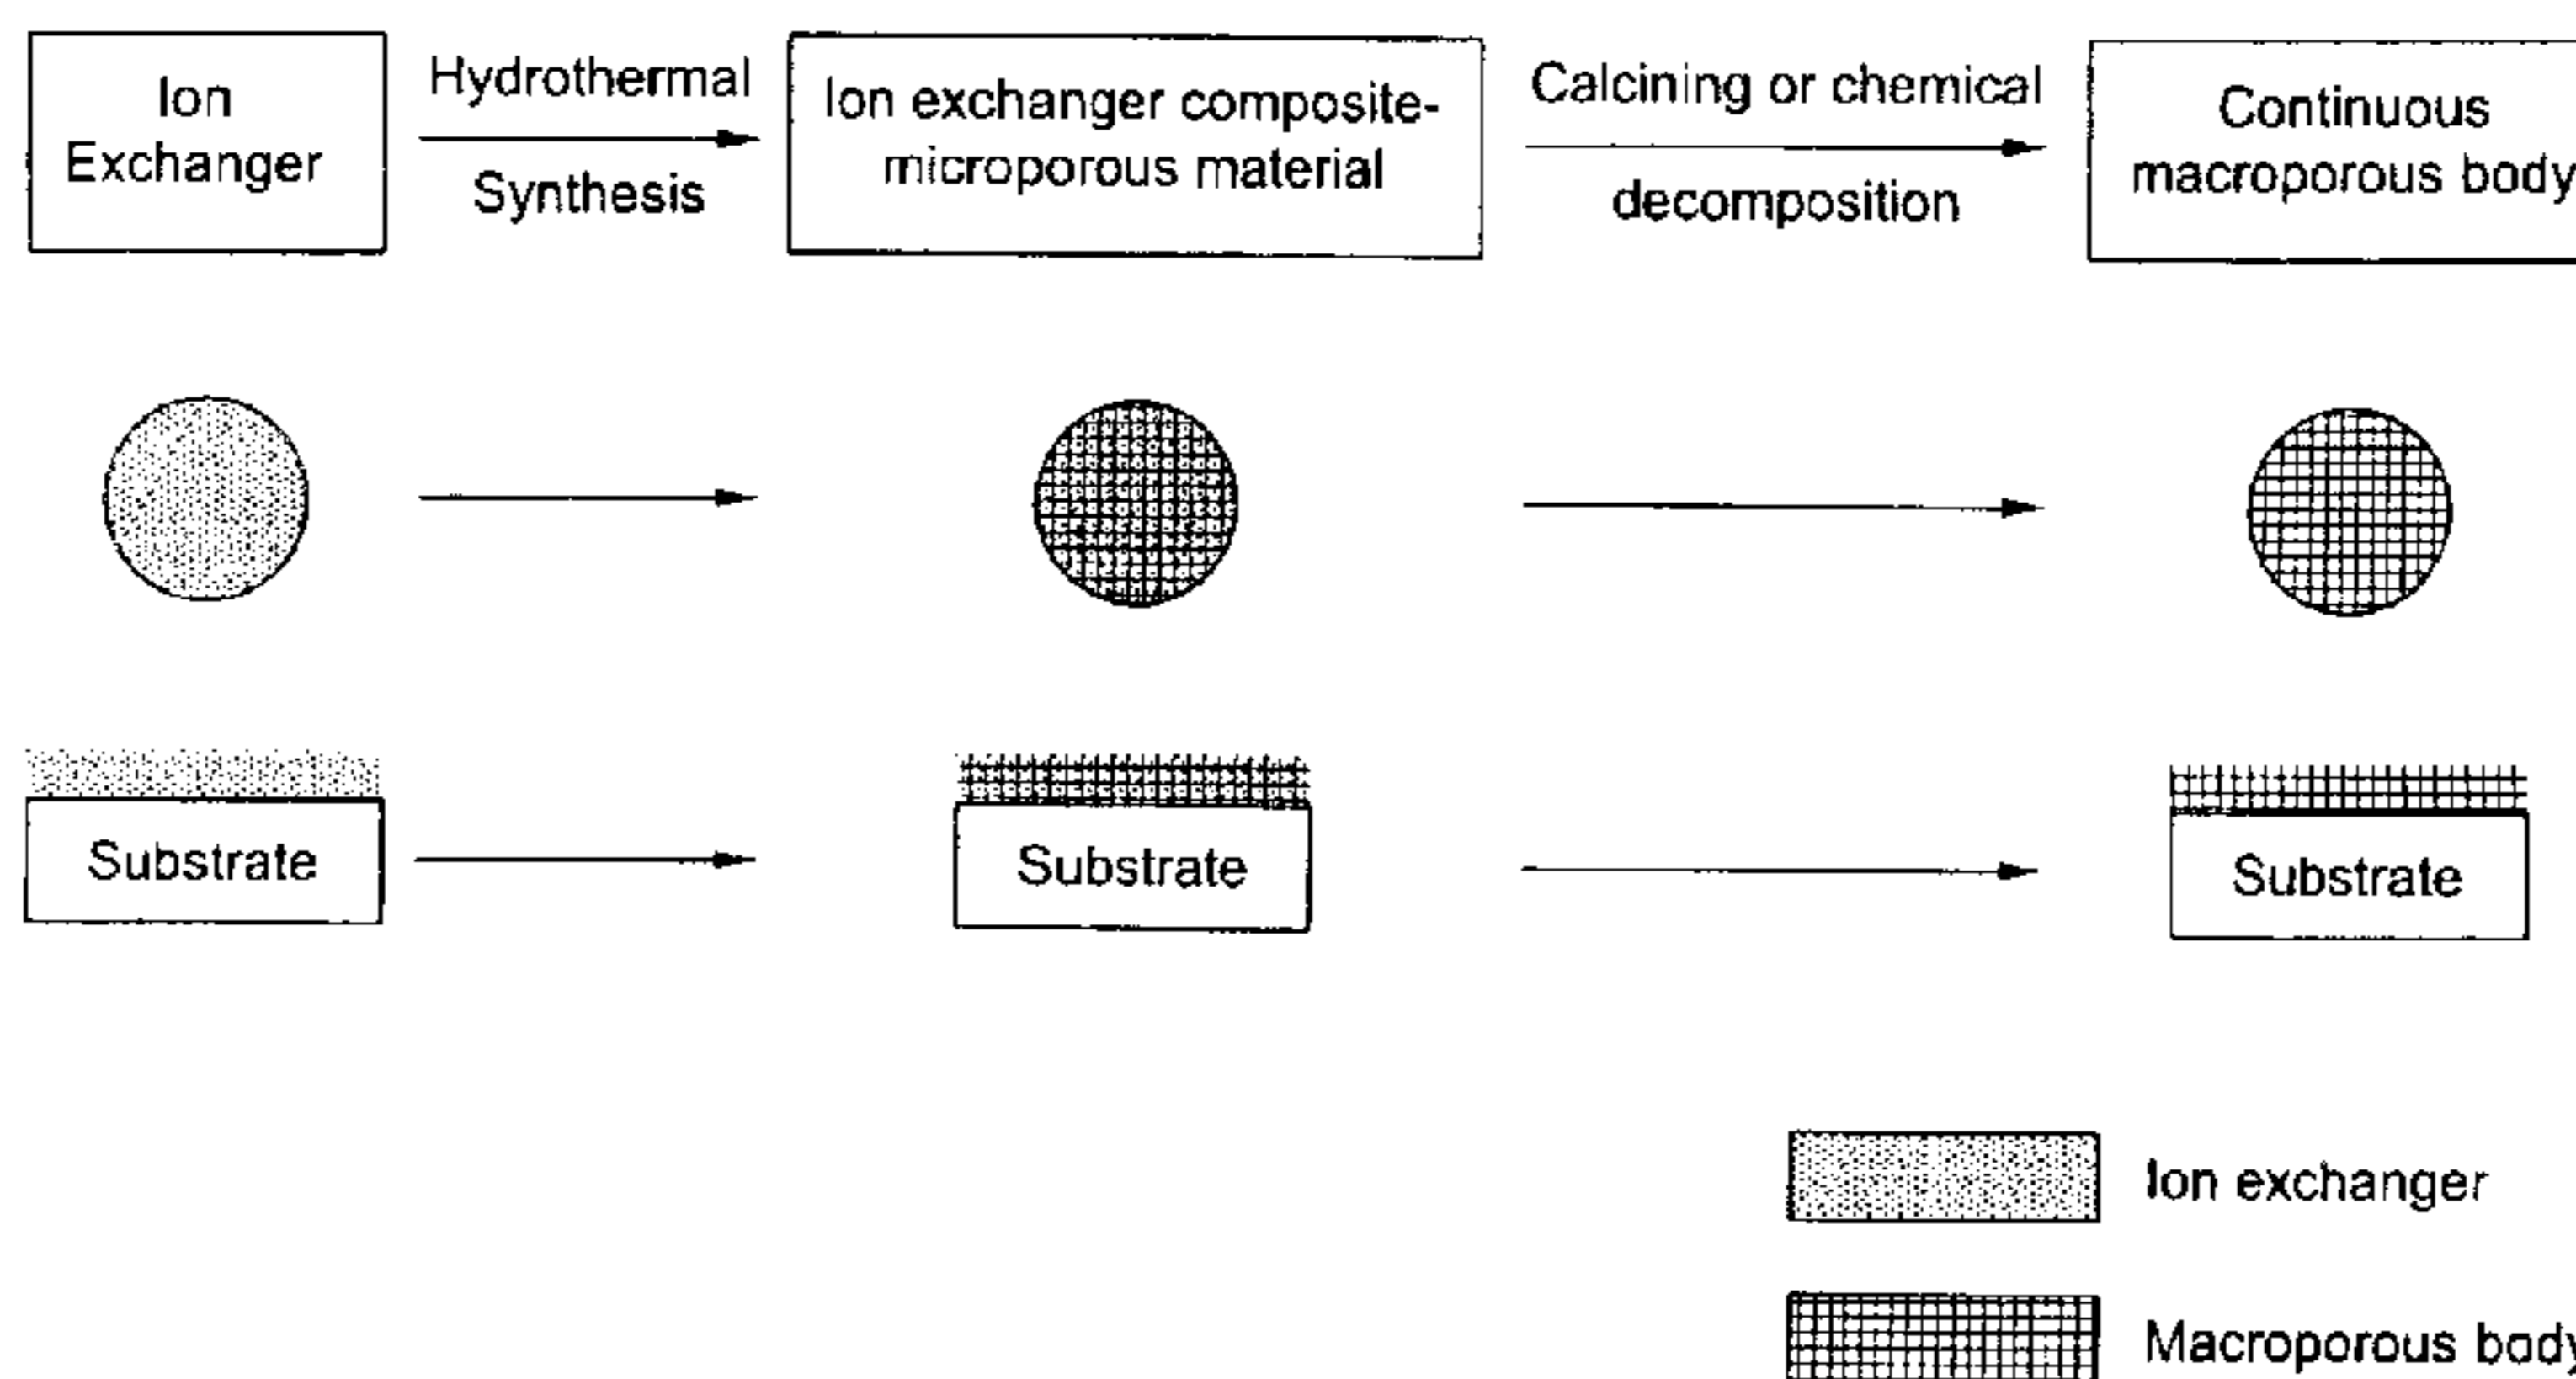 Ion
Exchanger
Hydrothermal
Synthesis
Ion exchanger composite-
microporous material
Calcining or chemical
decomposition
Continuous
macroporous body
Substrate
Substrate
Substrate
Ion exchanger
Macroporous body